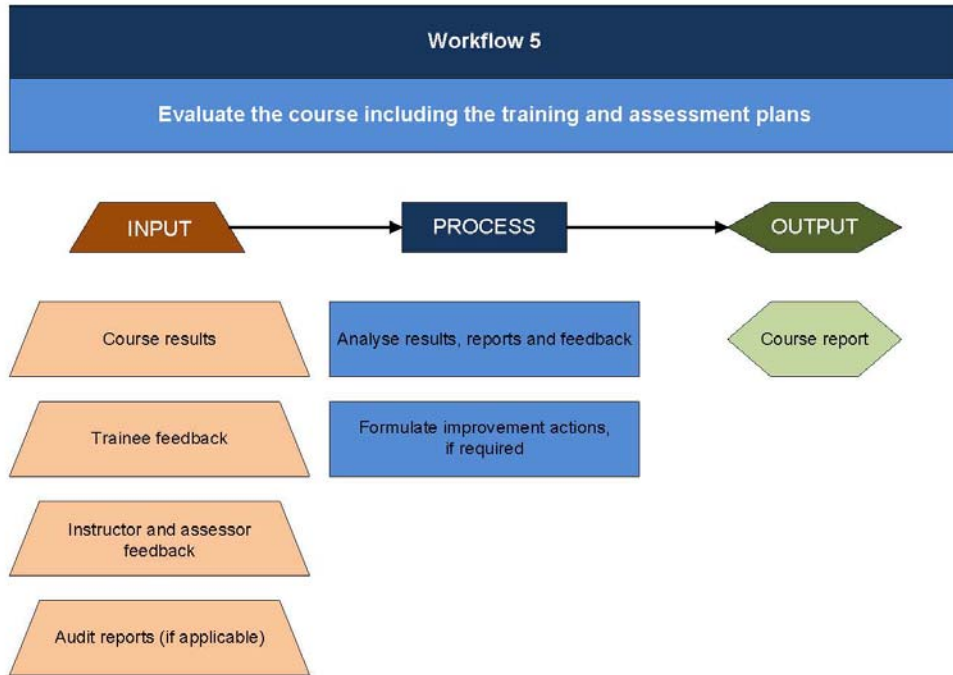 Workflow 5
Evaluate the course including the training and assessment plans
INPUT
PROCESS
OUTPUT
Course results
Analyse results, reports and feedback
Course report
Trainee feedback
Formulate improvement actions,
if required
Instructor and assessor
feedback
Audit reports (if applicable)